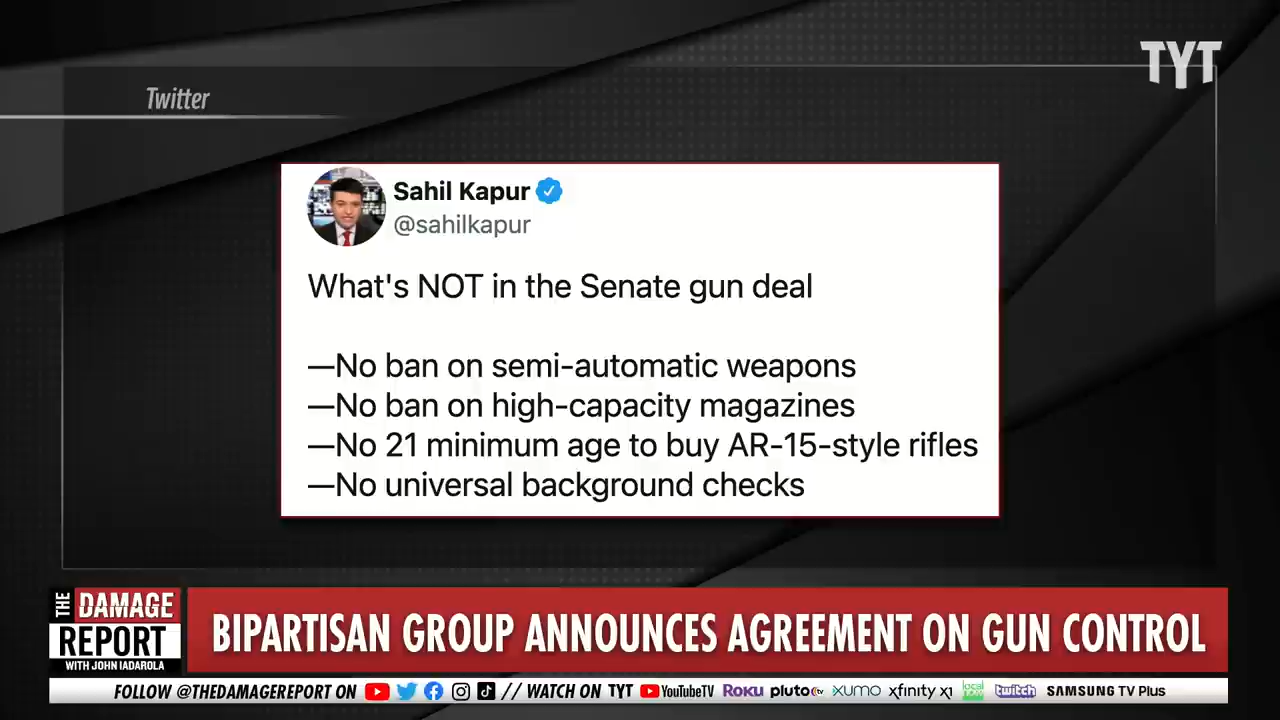 TYT
Twitter
Sahil Kapur
@sahilkapur
What's NOT in the Senate gun deal
—No ban on semi-automatic weapons
—No ban on high-capacity magazines
—No 21 minimum age to buy AR-15-style rifles
—No universal background checks
THE DAMAGE REPORT
WITH JOHN IADAROLA
BIPARTISAN GROUP ANNOUNCES AGREEMENT ON GUN CONTROL
FOLLOW @THEDAMAGEREPORT ON // WATCH ON TYT YouTubeTV Roku pluto tv XUMO xfinity x1 local now twitch SAMSUNG TV Plus